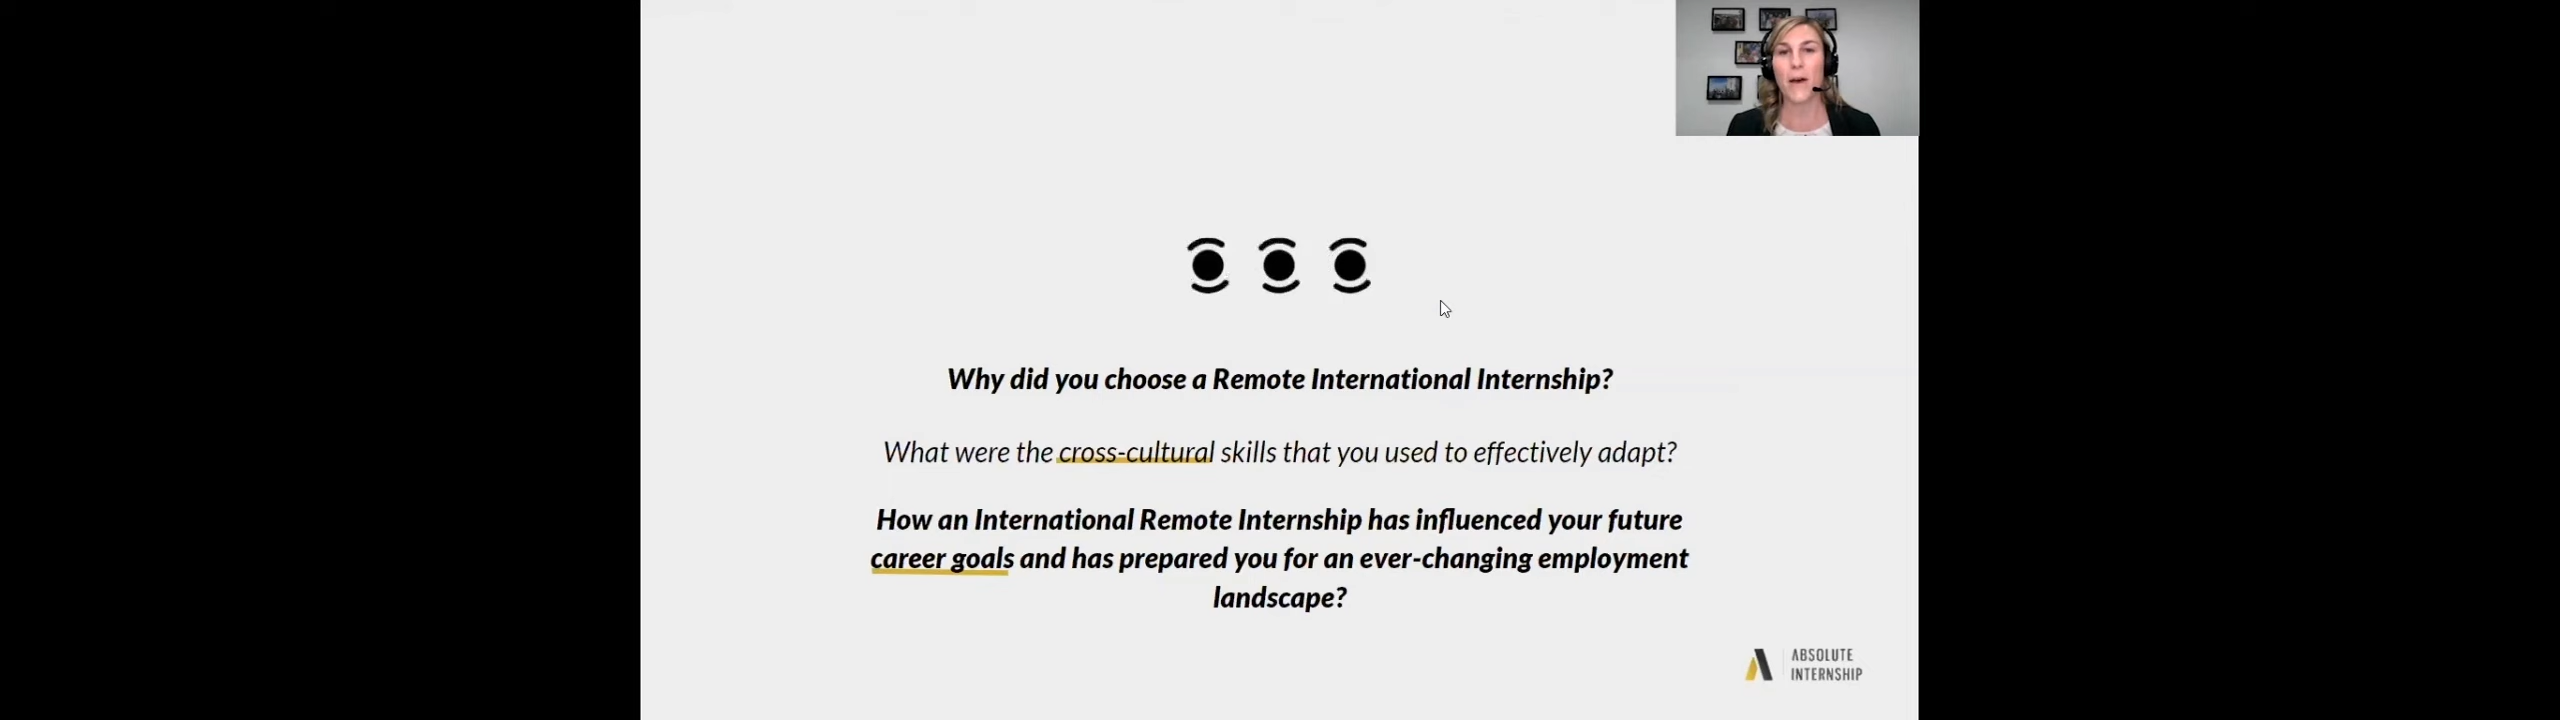 Why did you choose a Remote International Internship?
What were the cross-cultural skills that you used to effectively adapt?
How an International Remote Internship has influenced your future
career goals and has prepared you for an ever-changing employment
landscape?
ABSOLUTE
INTERNSHIP